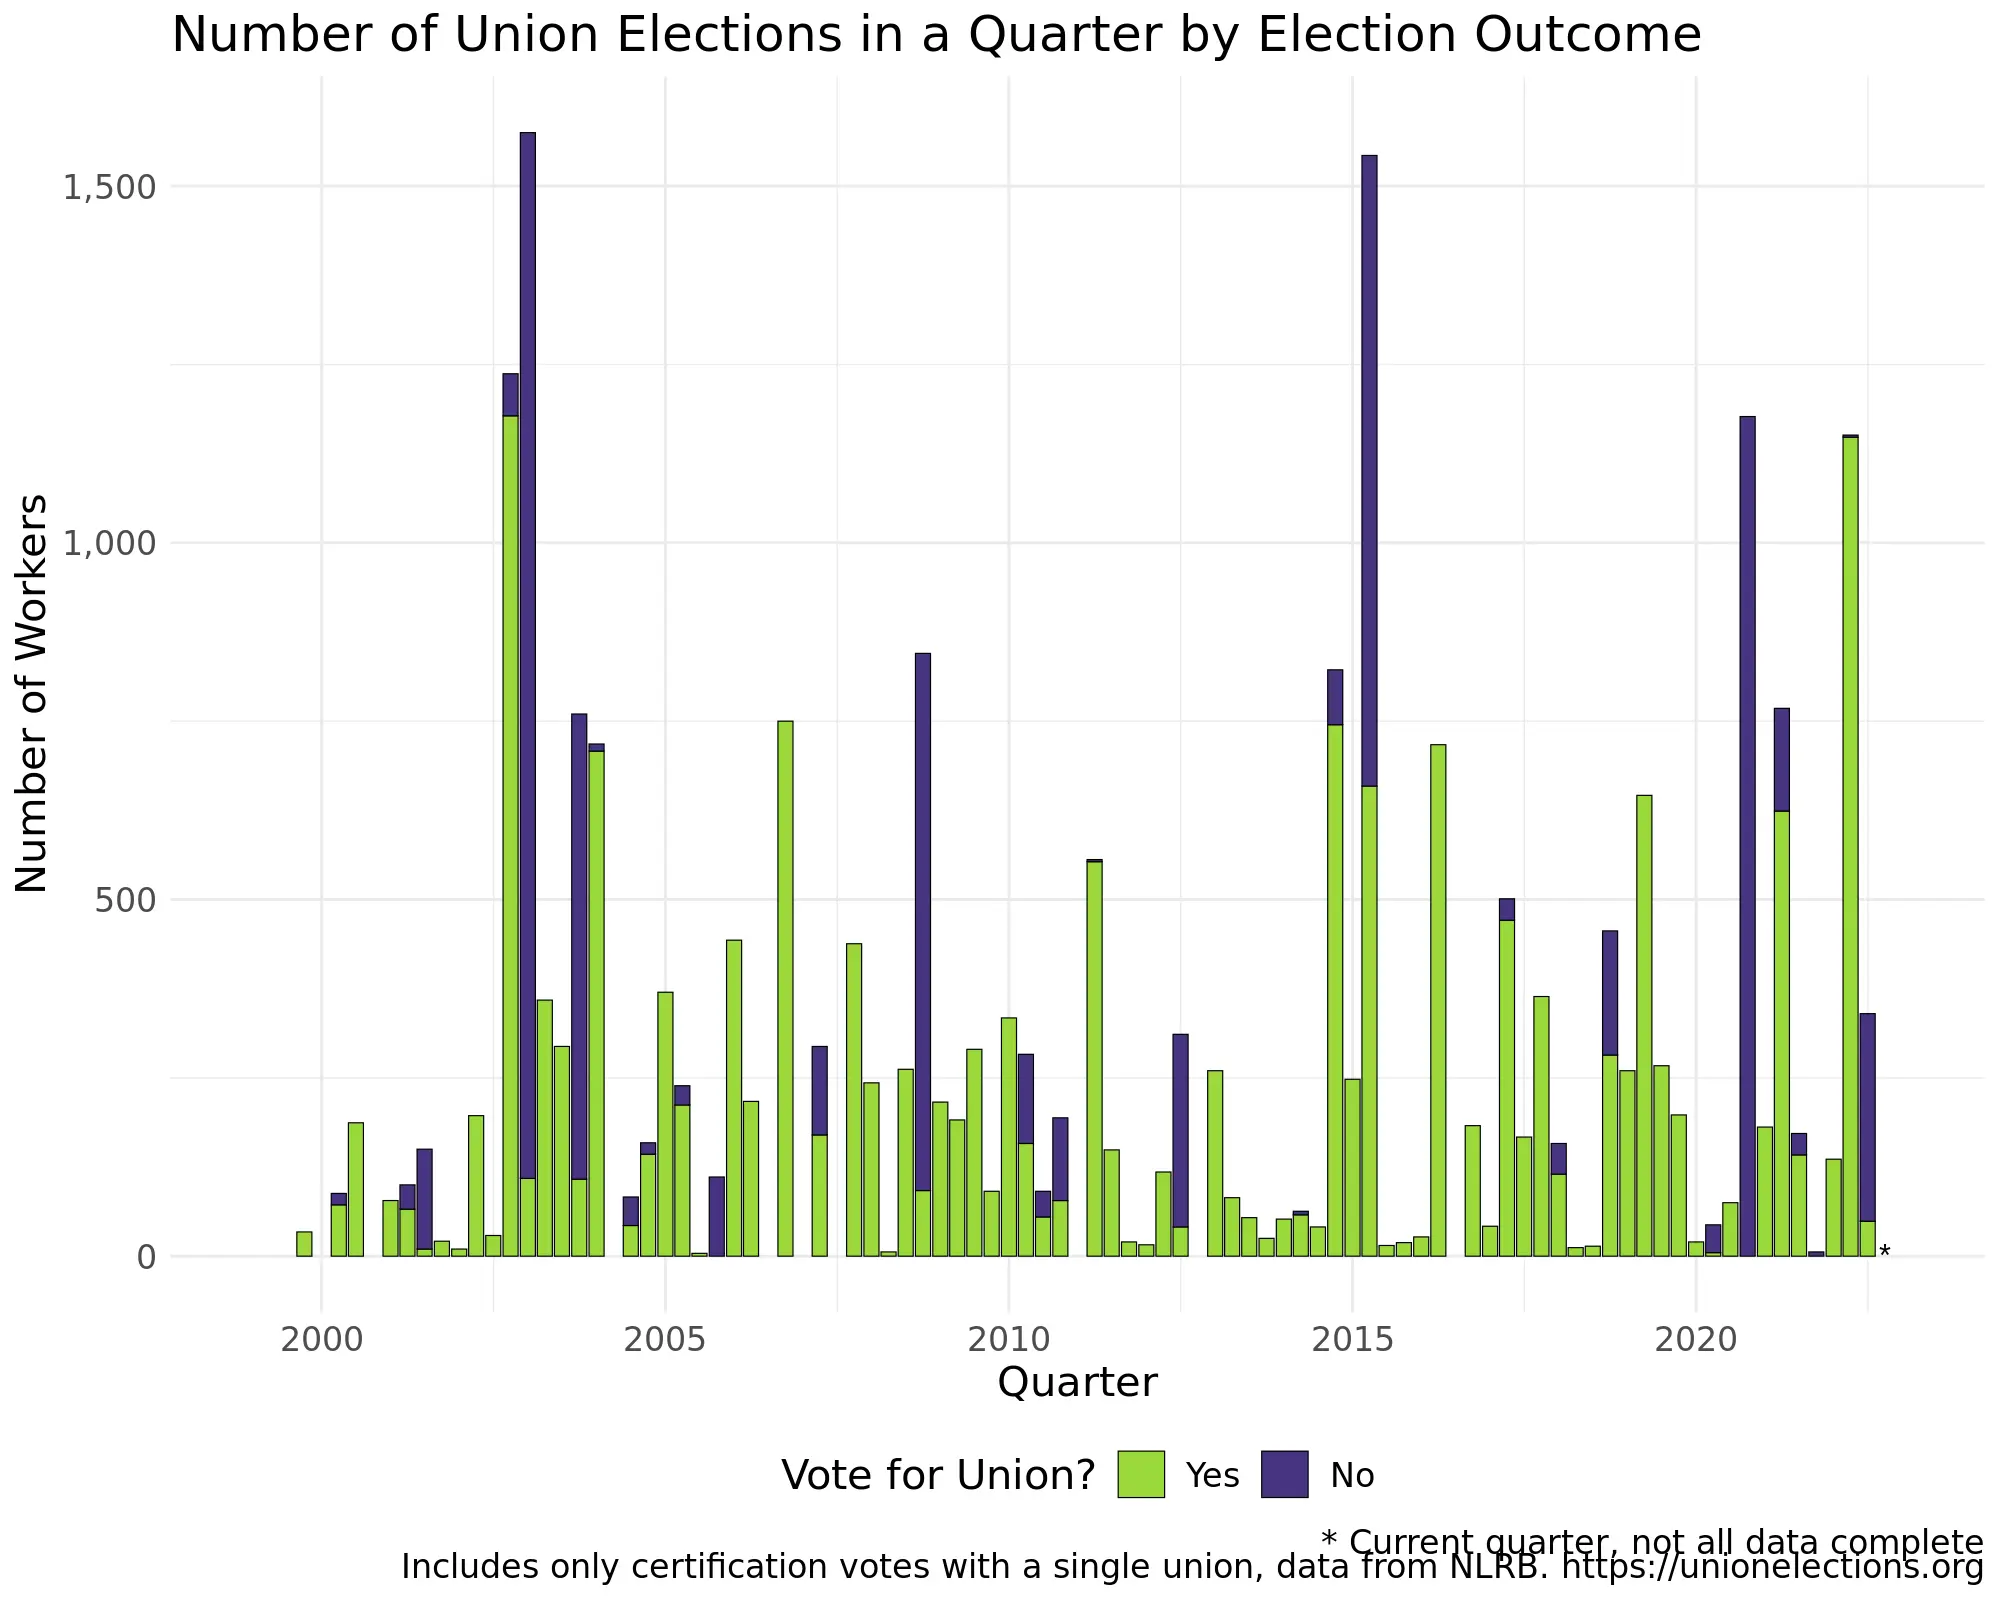 Number of Union Elections in a Quarter by Election Outcome
1,500
1,000
500
0
Number of Workers
*
2000 2005 2010 2015 2020
Quarter
Vote for Union? Yes No
* Current quarter, not all data complete
Includes only certification votes with a single union, data from NLRB. https://unionelections.org